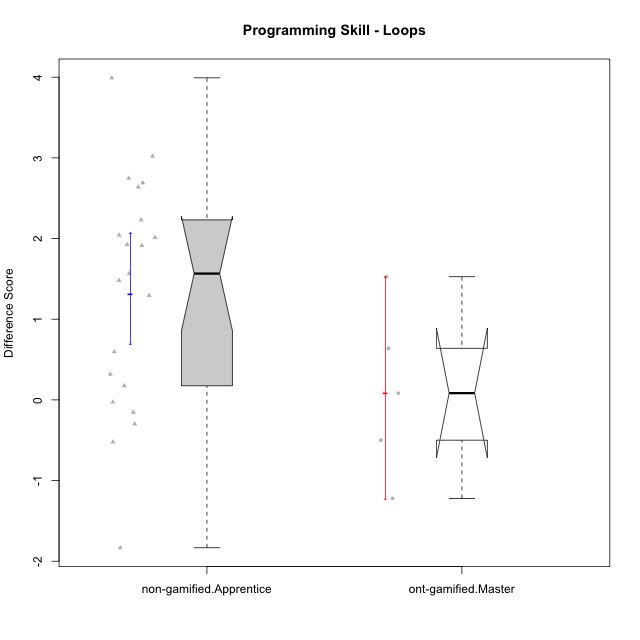 Programming Skill - Loops
Difference Score
4
3
2
1
0
-1
-2
non-gamified.Apprentice
ont-gamified.Master